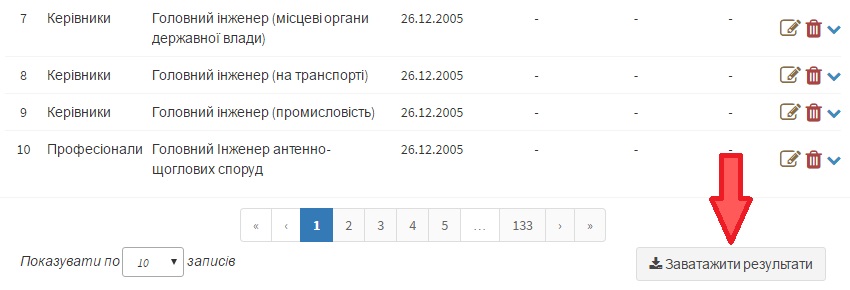 7 Керівники Головний інженер (місцеві органи 26.12.2005 - - -
державної влади)
8 Керівники Головний інженер (на транспорті) 26.12.2005 - - -
9 Керівники Головний інженер (промисловість) 26.12.2005 - - -
10 Професіонали Головний Інженер антенно- 26.12.2005 - - -
щоглових споруд
« ‹ 1 2 3 4 5 … 133 › »
Показувати по 10 записів
Заватажити результати